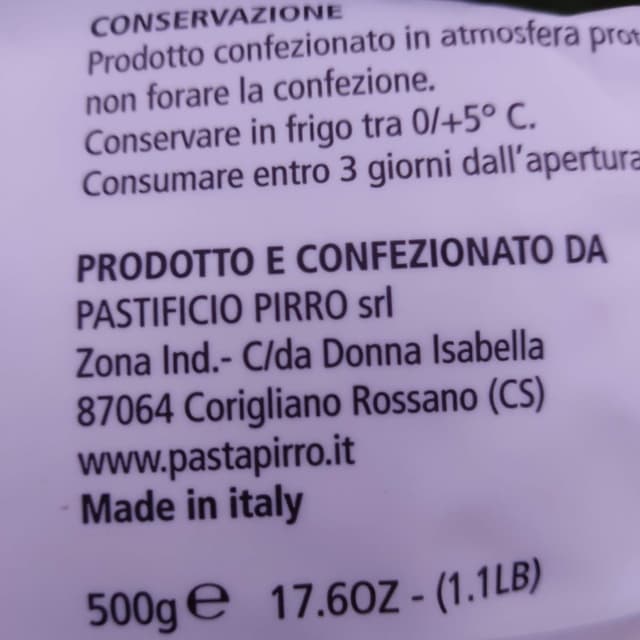 CONSERVAZIONE
Prodotto confezionato in atmosfera
non forare la confezione.
Conservare in frigo tra 0/+5° C.
Consumare entro 3 giorni dall'apertura
PRODOTTO E CONFEZIONATO DA
PASTIFICIO PIRRO srl
Zona Ind.- C/da Donna Isabella
87064 Corigliano Rossano (CS)
www.pastapirro.it
Made in italy
500g ℮ 17.6OZ - (1.1LB)